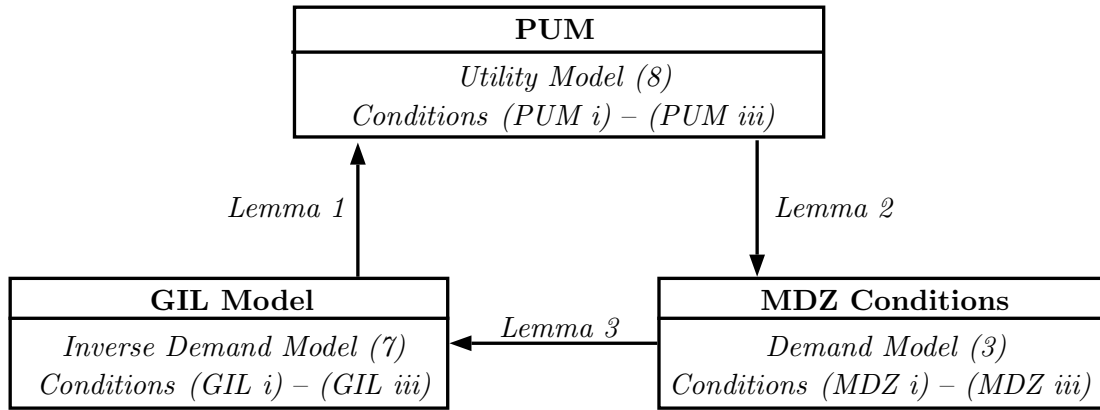 PUM
Utility Model (8)
Conditions (PUM i) – (PUM iii)
Lemma 1
Lemma 2
GIL Model
Inverse Demand Model (7)
Conditions (GIL i) – (GIL iii)
Lemma 3
MDZ Conditions
Demand Model (3)
Conditions (MDZ i) – (MDZ iii)